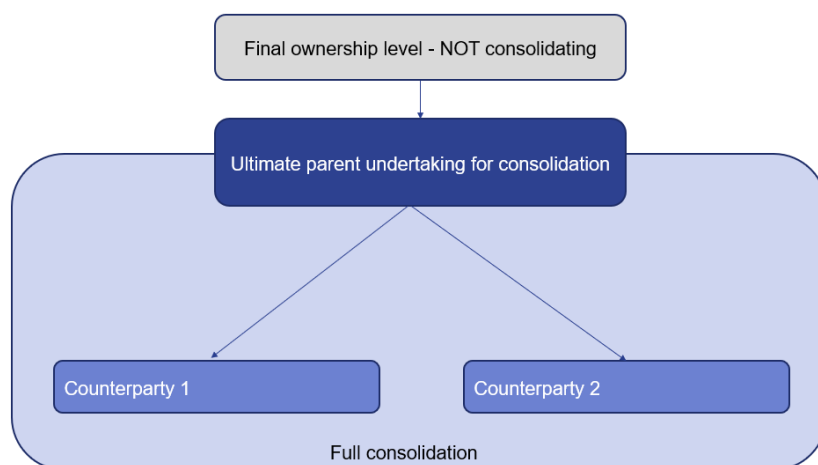 Final ownership level - NOT consolidating
Ultimate parent undertaking for consolidation
Counterparty 1
Counterparty 2
Full consolidation